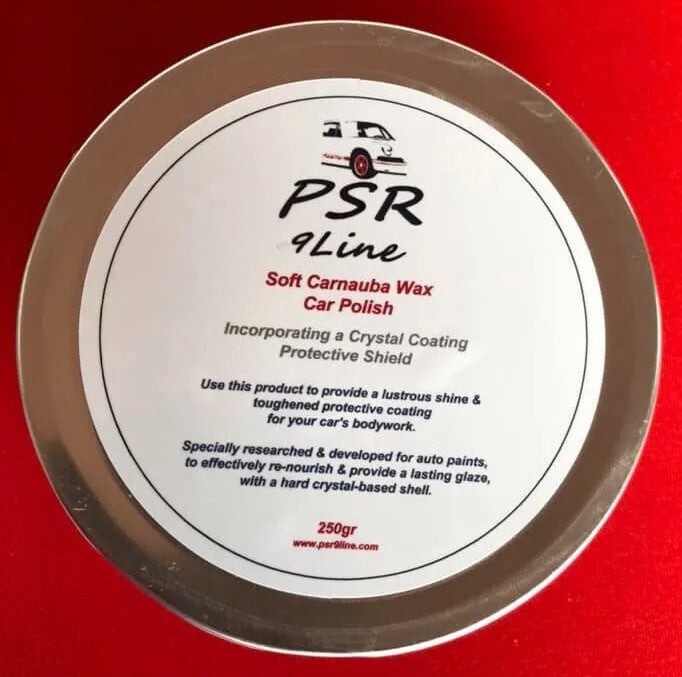 PSR
9Line
Soft Carnauba Wax
Car Polish
Incorporating a Crystal Coating
Protective Shield
Use this product to provide a lustrous shine &
toughened protective coating
for your car's bodywork.
Specially researched & developed for auto paints,
to effectively re-nourish & provide a lasting glaze,
with a hard crystal-based shell.
250gr
www.psr9line.com